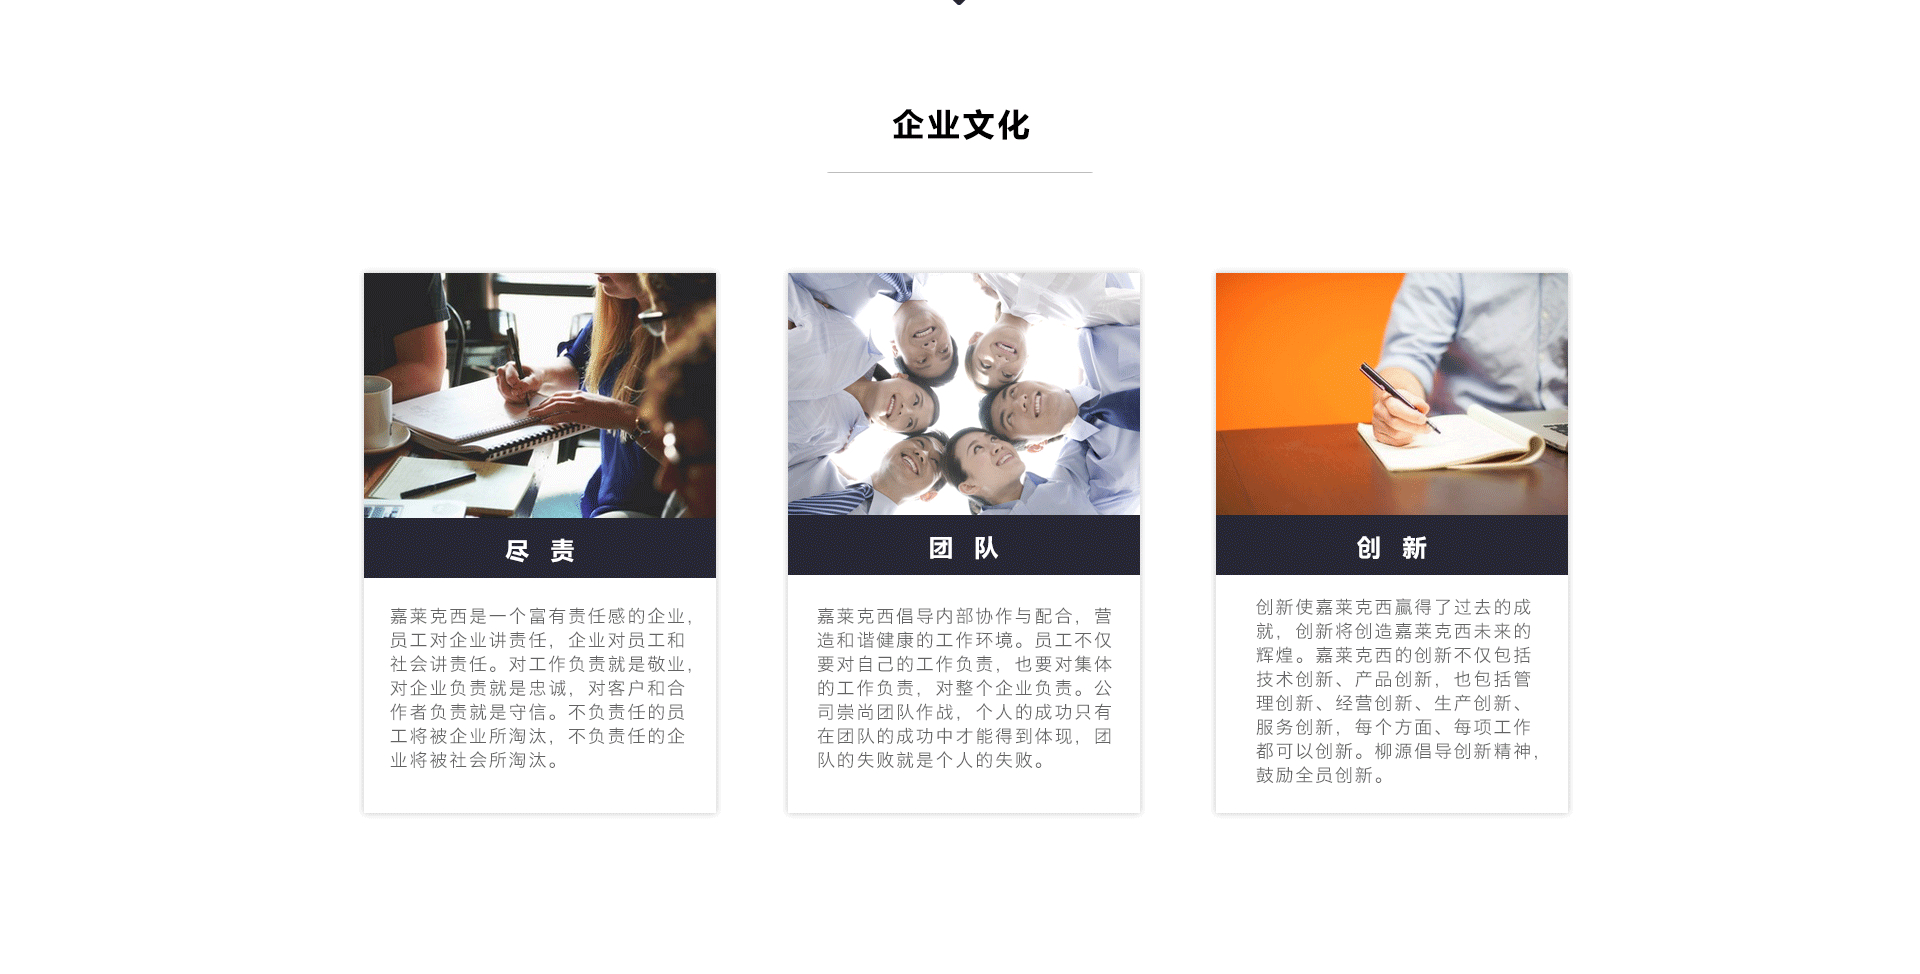 企业文化
尽 责
嘉莱克西是一个富有责任感的企业，
员工对企业讲责任，企业对员工和
社会讲责任。对工作负责就是敬业，
对企业负责就是忠诚，对客户和合
作者负责就是守信。不负责任的员
工将被企业所淘汰，不负责任的企
业将被社会所淘汰。
团 队
嘉莱克西倡导内部协作与配合，营
造和谐健康的工作环境。员工不仅
要对自己的工作负责，也要对集体
的工作负责，对整个企业负责。公
司崇尚团队作战，个人的成功只有
在团队的成功中才能得到体现，团
队的失败就是个人的失败。
创 新
创新使嘉莱克西赢得了过去的成
就，创新将创造嘉莱克西未来的
辉煌。嘉莱克西的创新不仅包括
技术创新、产品创新，也包括管
理创新、经营创新、生产创新、
服务创新，每个方面、每项工作
都可以创新。柳源倡导创新精神，
鼓励全员创新。